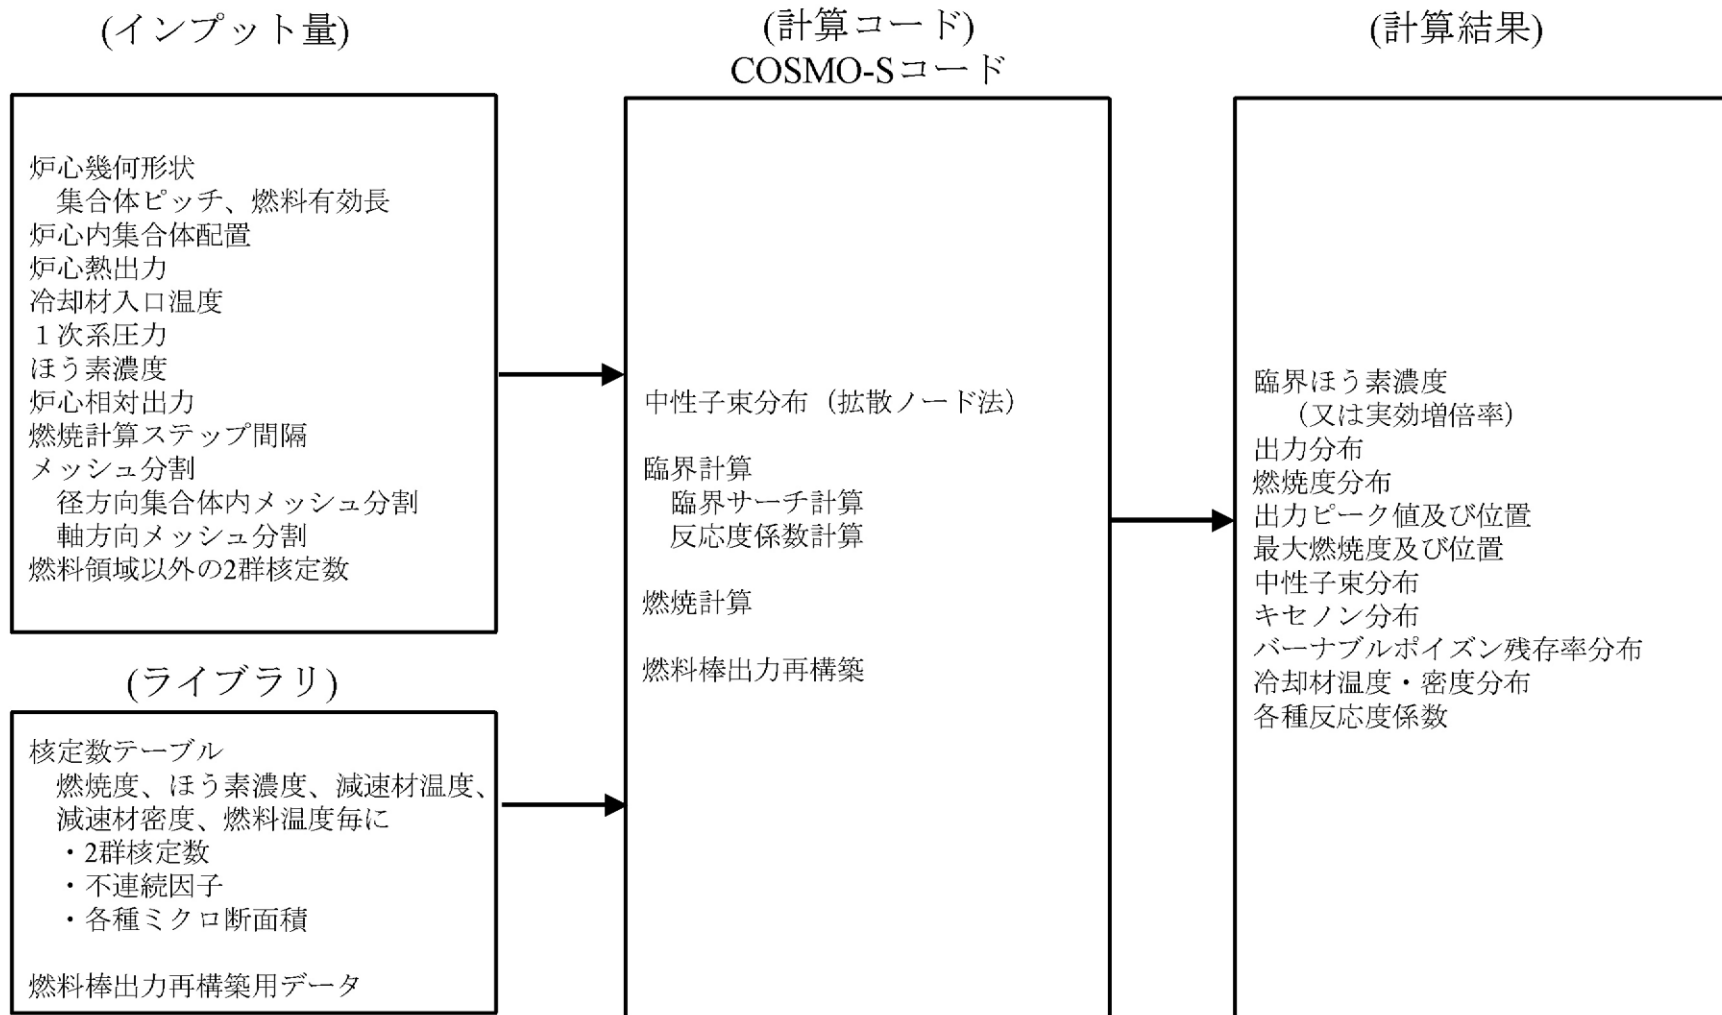 (インプット量)
炉心幾何形状
集合体ピッチ、燃料有効長
炉心内集合体配置
炉心熱出力
冷却材入口温度
１次系圧力
ほう素濃度
炉心相対出力
燃焼計算ステップ間隔
メッシュ分割
径方向集合体内メッシュ分割
軸方向メッシュ分割
燃料領域以外の2群核定数
(ライブラリ)
核定数テーブル
燃焼度、ほう素濃度、減速材温度、
減速材密度、燃料温度毎に
・2群核定数
・不連続因子
・各種ミクロ断面積
燃料棒出力再構築用データ
(計算コード)
COSMO-Sコード
中性子束分布（拡散ノード法）
臨界計算
臨界サーチ計算
反応度係数計算
燃焼計算
燃料棒出力再構築
(計算結果)
臨界ほう素濃度
（又は実効増倍率）
出力分布
燃焼度分布
出力ピーク値及び位置
最大燃焼度及び位置
中性子束分布
キセノン分布
バーナブルポイズン残存率分布
冷却材温度・密度分布
各種反応度係数